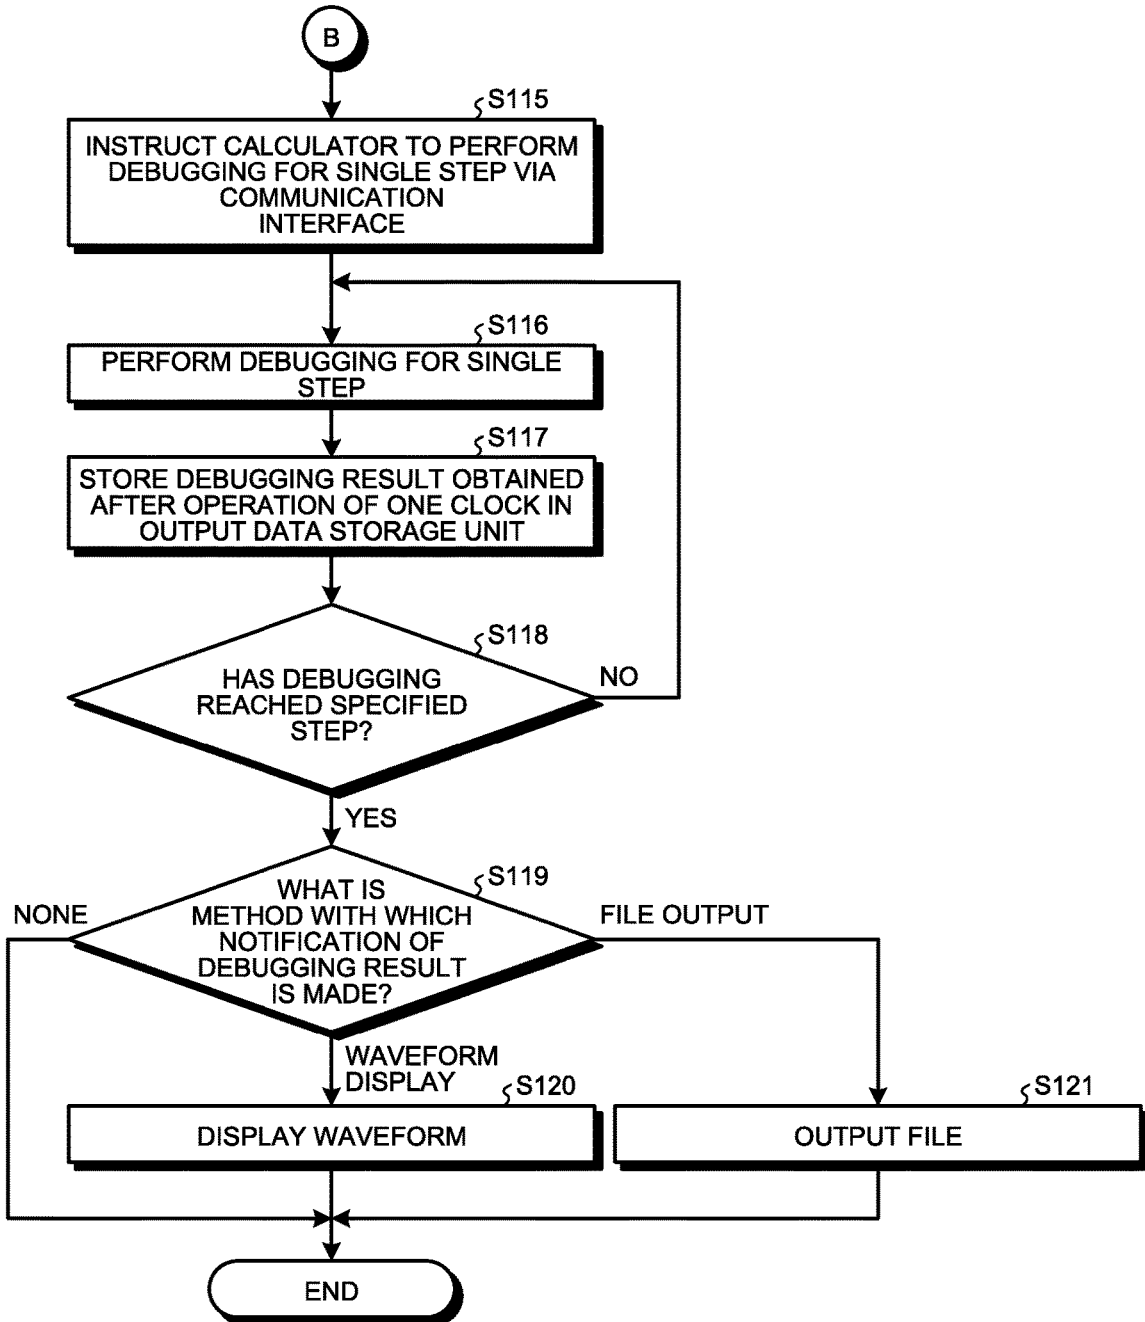 B
S115
INSTRUCT CALCULATOR TO PERFORM
DEBUGGING FOR SINGLE STEP VIA
COMMUNICATION
INTERFACE
S116
PERFORM DEBUGGING FOR SINGLE
STEP
S117
STORE DEBUGGING RESULT OBTAINED
AFTER OPERATION OF ONE CLOCK IN
OUTPUT DATA STORAGE UNIT
S118
HAS DEBUGGING
REACHED SPECIFIED
STEP?
NO
YES
S119
WHAT IS
METHOD WITH WHICH
NOTIFICATION OF
DEBUGGING RESULT
IS MADE?
NONE
FILE OUTPUT
WAVEFORM
DISPLAY
S120
DISPLAY WAVEFORM
S121
OUTPUT FILE
END